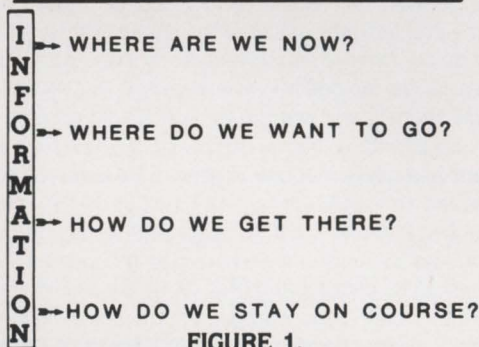 INFORMATION
WHERE ARE WE NOW?
WHERE DO WE WANT TO GO?
HOW DO WE GET THERE?
HOW DO WE STAY ON COURSE?
FIGURE 1.